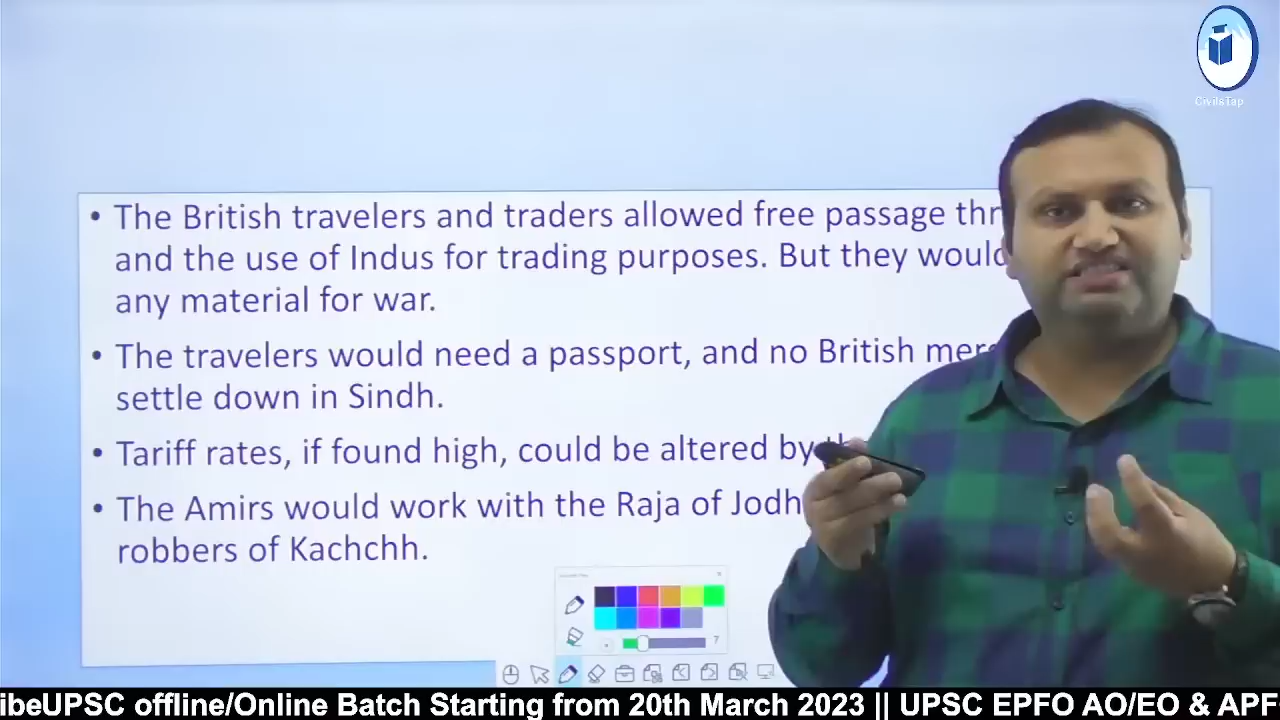 CivilsTap
• The British travelers and traders allowed free passage thr
and the use of Indus for trading purposes. But they would
any material for war.
• The travelers would need a passport, and no British mer
settle down in Sindh.
• Tariff rates, if found high, could be altered by th
• The Amirs would work with the Raja of Jodh
robbers of Kachchh.
7
ibeUPSC offline/Online Batch Starting from 20th March 2023 || UPSC EPFO AO/EO & APF